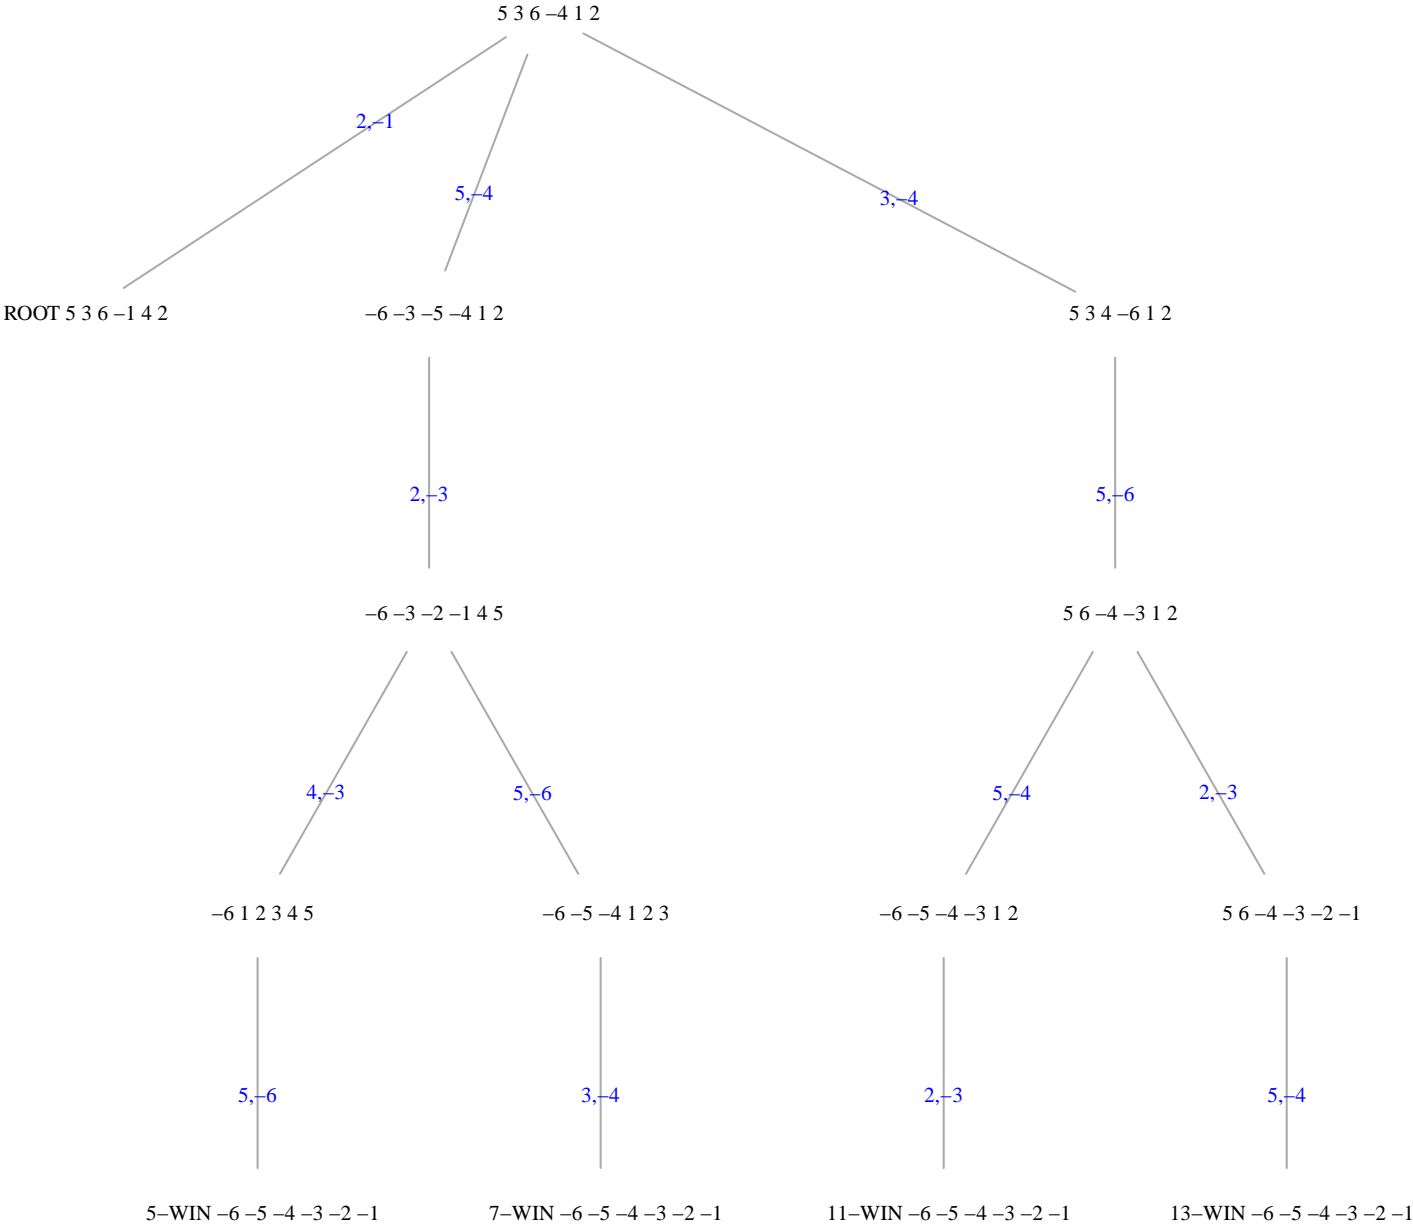 5 3 6 –4 1 2
2,–1
5,–4
3,–4
ROOT 5 3 6 –1 4 2
–6 –3 –5 –4 1 2
5 3 4 –6 1 2
2,–3
5,–6
–6 –3 –2 –1 4 5
5 6 –4 –3 1 2
4,–3
5,–6
5,–4
2,–3
–6 1 2 3 4 5
–6 –5 –4 1 2 3
–6 –5 –4 –3 1 2
5 6 –4 –3 –2 –1
5,–6
3,–4
2,–3
5,–4
5–WIN –6 –5 –4 –3 –2 –1
7–WIN –6 –5 –4 –3 –2 –1
11–WIN –6 –5 –4 –3 –2 –1
13–WIN –6 –5 –4 –3 –2 –1